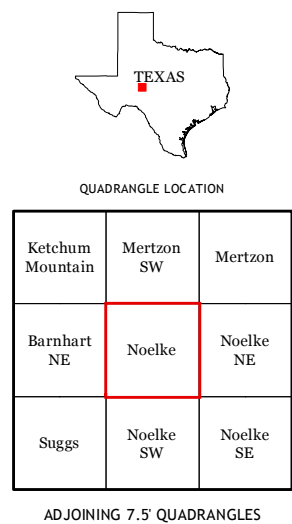 TEXAS
QUADRANGLE LOCATION
Ketchum
Mountain
Mertzon
SW
Mertzon
Barnhart
NE
Noelke
Noelke
NE
Suggs
Noelke
SW
Noelke
SE
ADJOINING 7.5' QUADRANGLES